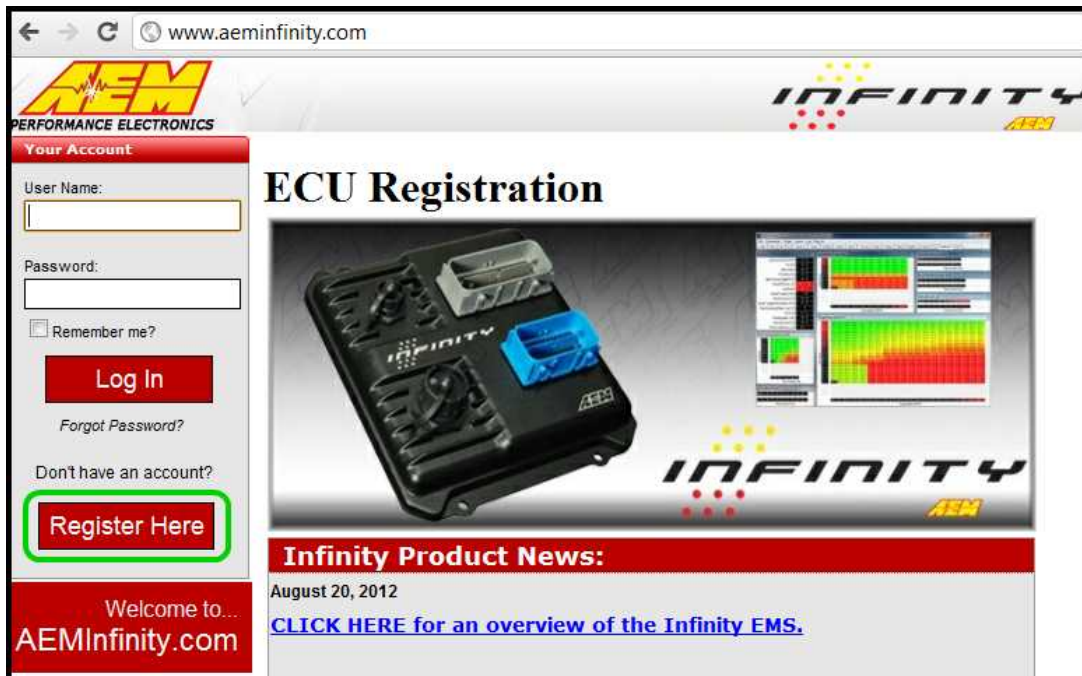 www.aeminfinity.com
AEM
PERFORMANCE ELECTRONICS
INFINITY
AEM
Your Account
User Name:
Password:
Remember me?
Log In
Forgot Password?
Don't have an account?
Register Here
Welcome to...
AEMInfinity.com
ECU Registration
INFINITY
AEM
INFINITY
AEM
Infinity Product News:
August 20, 2012
CLICK HERE for an overview of the Infinity EMS.